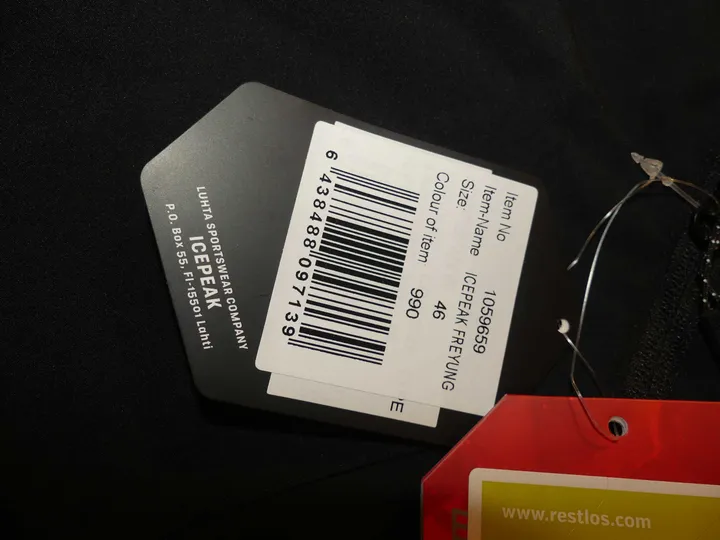 Item No 1059659
Item-Name ICEPEAK FREYUNG
Size: 46
Colour of item 990
6 438488 097139
E
LUHTA SPORTSWEAR COMPANY
ICEPEAK
P.O. Box 55, FI-15501 Lahti
www.restlos.com